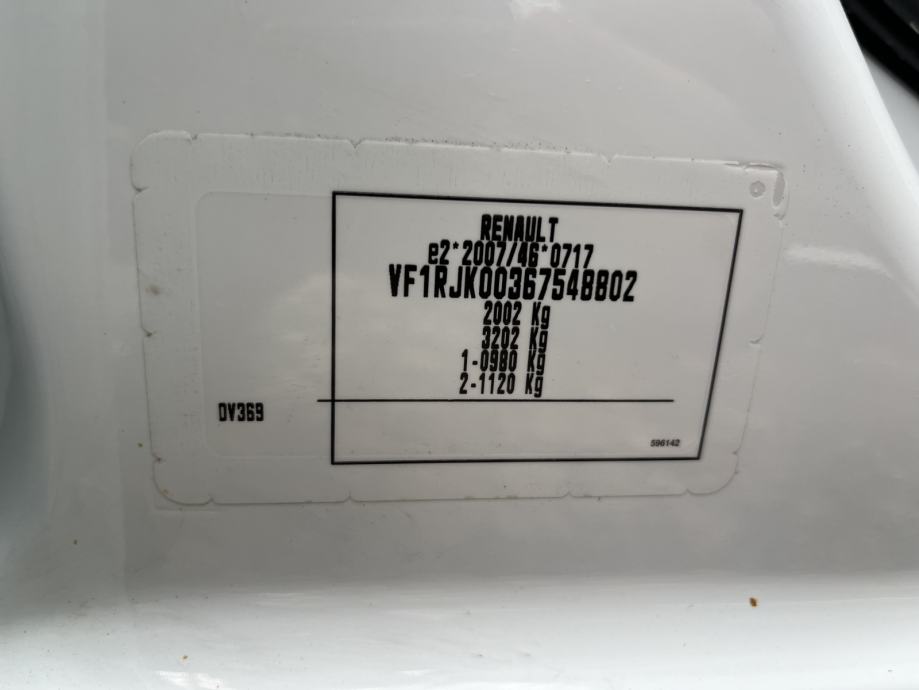 RENAULT
e2*2007/46*0717
VF1RJK00367548802
2002 Kg
3202 Kg
1-0980 Kg
2-1120 Kg
DV369
596142